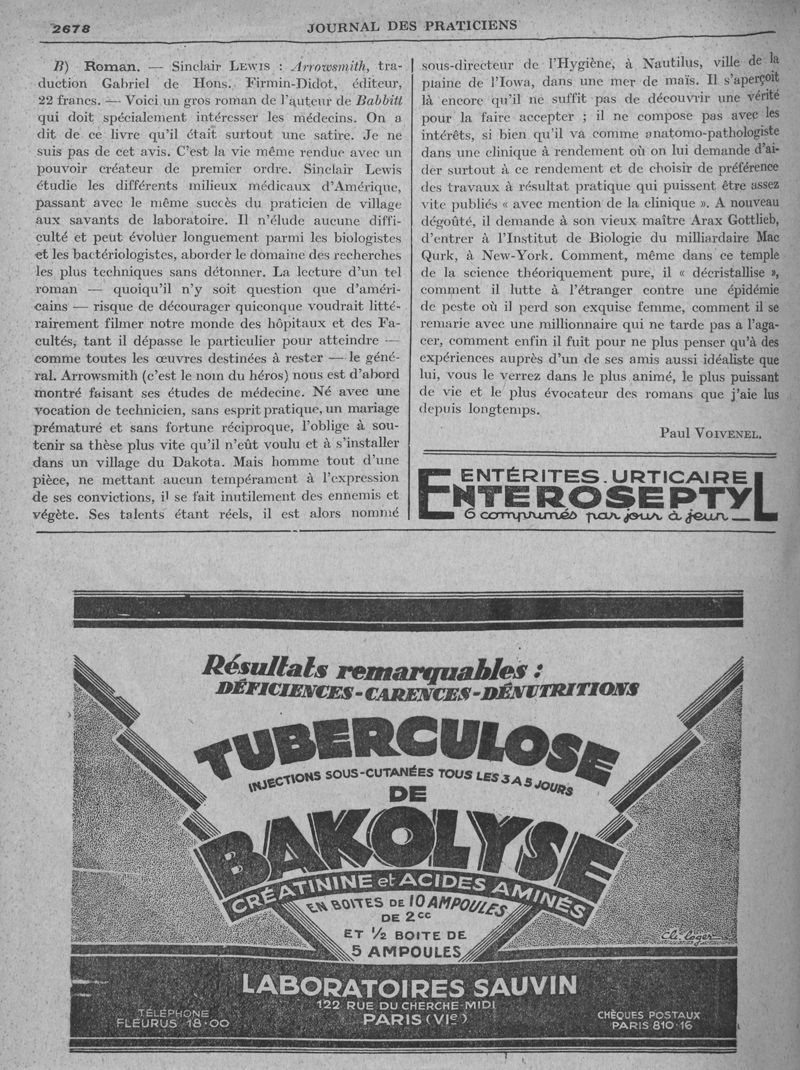 2678
JOURNAL DES PRATICIENS
B) Roman. — Sinclair LEWIS : Arrowsmith, tra-
duction Gabriel de Hons. Firmin-Didot, éditeur,
22 francs. — Voici un gros roman de l'auteur de Babbitt
qui doit spécialement intéresser les médecins. On a
dit de ce livre qu'il était surtout une satire. Je ne
suis pas de cet avis. C'est la vie même rendue avec un
pouvoir créateur de premier ordre. Sinclair Lewis
étudie les différents milieux médicaux d'Amérique,
passant avec le même succès du praticien de village
aux savants de laboratoire. Il n'élude aucune diffi-
culté et peut évoluer longuement parmi les biologistes
et les bactériologistes, aborder le domaine des recherches
les plus techniques sans détonner. La lecture d'un tel
roman — quoiqu'il n'y soit question que d'améri-
cains — risque de décourager quiconque voudrait litté-
rairement filmer notre monde des hôpitaux et des Fa-
cultés, tant il dépasse le particulier pour atteindre —
comme toutes les œuvres destinées à rester — le géné-
ral. Arrowsmith (c'est le nom du héros) nous est d'abord
montré faisant ses études de médecine. Né avec une
vocation de technicien, sans esprit pratique, un mariage
prématuré et sans fortune réciproque, l'oblige à sou-
tenir sa thèse plus vite qu'il n'eût voulu et à s'installer
dans un village du Dakota. Mais homme tout d'une
pièce, ne mettant aucun tempérament à l'expression
de ses convictions, il se fait inutilement des ennemis et
végète. Ses talents étant réels, il est alors nommé
sous-directeur de l'Hygiène, à Nautilus, ville de la
plaine de l'Iowa, dans une mer de maïs. Il s'aperçoit
là encore qu'il ne suffit pas de découvrir une vérité
pour la faire accepter ; il ne compose pas avec les
intérêts, si bien qu'il va comme anatomo-pathologiste
dans une clinique à rendement où on lui demande d'ai-
der surtout à ce rendement et de choisir de préférence
des travaux à résultat pratique qui puissent être assez
vite publiés « avec mention de la clinique ». A nouveau
dégoûté, il demande à son vieux maître Arax Gottlieb,
d'entrer à l'Institut de Biologie du milliardaire Mac
Qurk, à New-York. Comment, même dans ce temple
de la science théoriquement pure, il « décristallise »,
comment il lutte à l'étranger contre une épidémie
de peste où il perd son exquise femme, comment il se
remarie avec une millionnaire qui ne tarde pas a l'aga-
cer, comment enfin il fuit pour ne plus penser qu'à des
expériences auprès d'un de ses amis aussi idéaliste que
lui, vous le verrez dans le plus animé, le plus puissant
de vie et le plus évocateur des romans que j'aie lus
depuis longtemps.
Paul VOIVENEL.
ENTÉRITES. URTICAIRE
ENTEROSEPTYL
6 comprimés par jour à jeun
Résultats remarquables :
DÉFICIENCES-CARENCES-DÉNUTRITIONS
TUBERCULOSE
INJECTIONS SOUS-CUTANÉES TOUS LES 3 A 5 JOURS
DE
BAKOLYSE
CRÉATININE et ACIDES AMINÉS
EN BOITES DE 10 AMPOULES
DE 2cc
ET 1/2 BOITE DE
5 AMPOULES
Eli-Loger
LABORATOIRES SAUVIN
122 RUE DU CHERCHE-MIDI
PARIS (VIe)
TÉLÉPHONE
FLEURUS 18-00
CHÈQUES POSTAUX
PARIS 810-16